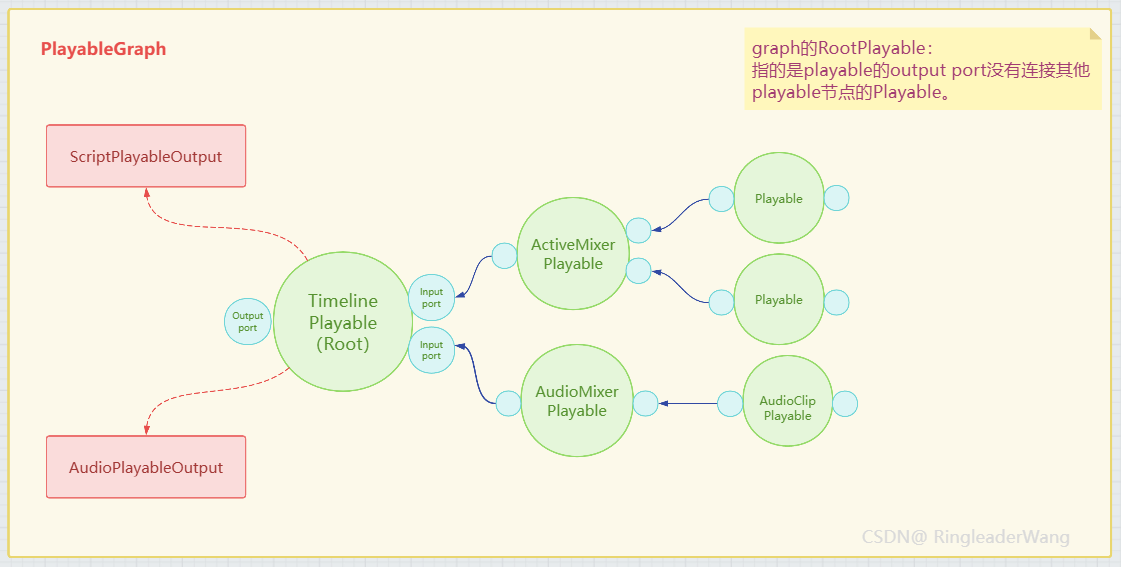 PlayableGraph
graph的RootPlayable：
指的是playable的output port没有连接其他
playable节点的Playable。
ScriptPlayableOutput
Playable
ActiveMixer
Playable
Timeline
Playable
(Root)
Input
port
Output
port
Input
port
Playable
AudioMixer
Playable
AudioClip
Playable
AudioPlayableOutput
CSDN@ RingleaderWang